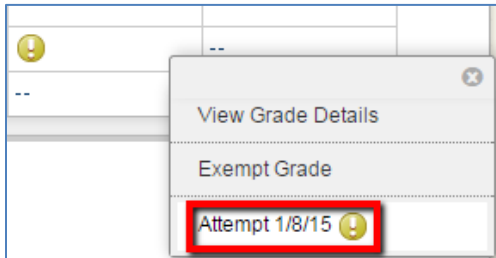 --
--
View Grade Details
Exempt Grade
Attempt 1/8/15